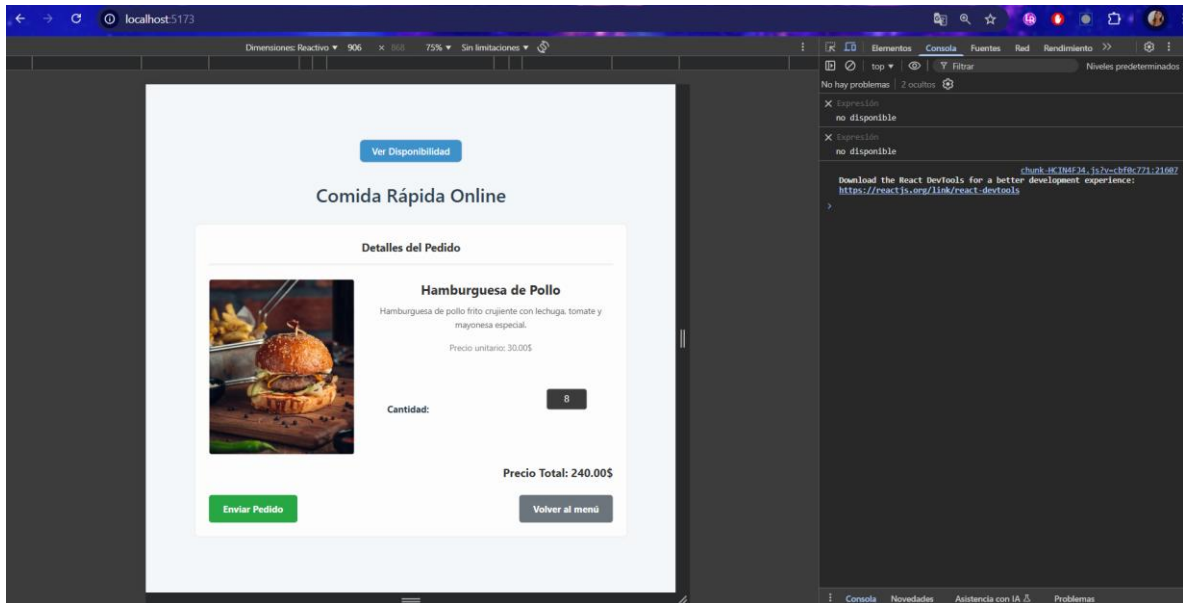 localhost:5173
Dimensiones: Reactivo ▼ 906 × 868 75% ▼ Sin limitaciones ▼
Elementos Consola Fuentes Red Rendimiento >>
top ▼ Filtrar Niveles predeterminados
No hay problemas 2 ocultos
Expresión
no disponible
Expresión
no disponible
chunk-HCIN4FJ4.js?v=cbf0c771:21607
Download the React DevTools for a better development experience:
https://reactjs.org/link/react-devtools
Ver Disponibilidad
Comida Rápida Online
Detalles del Pedido
Hamburguesa de Pollo
Hamburguesa de pollo frito crujiente con lechuga, tomate y
mayonesa especial.
Precio unitario: 30.00$
Cantidad: 8
Precio Total: 240.00$
Enviar Pedido Volver al menú
Consola Novedades Asistencia con IA Problemas